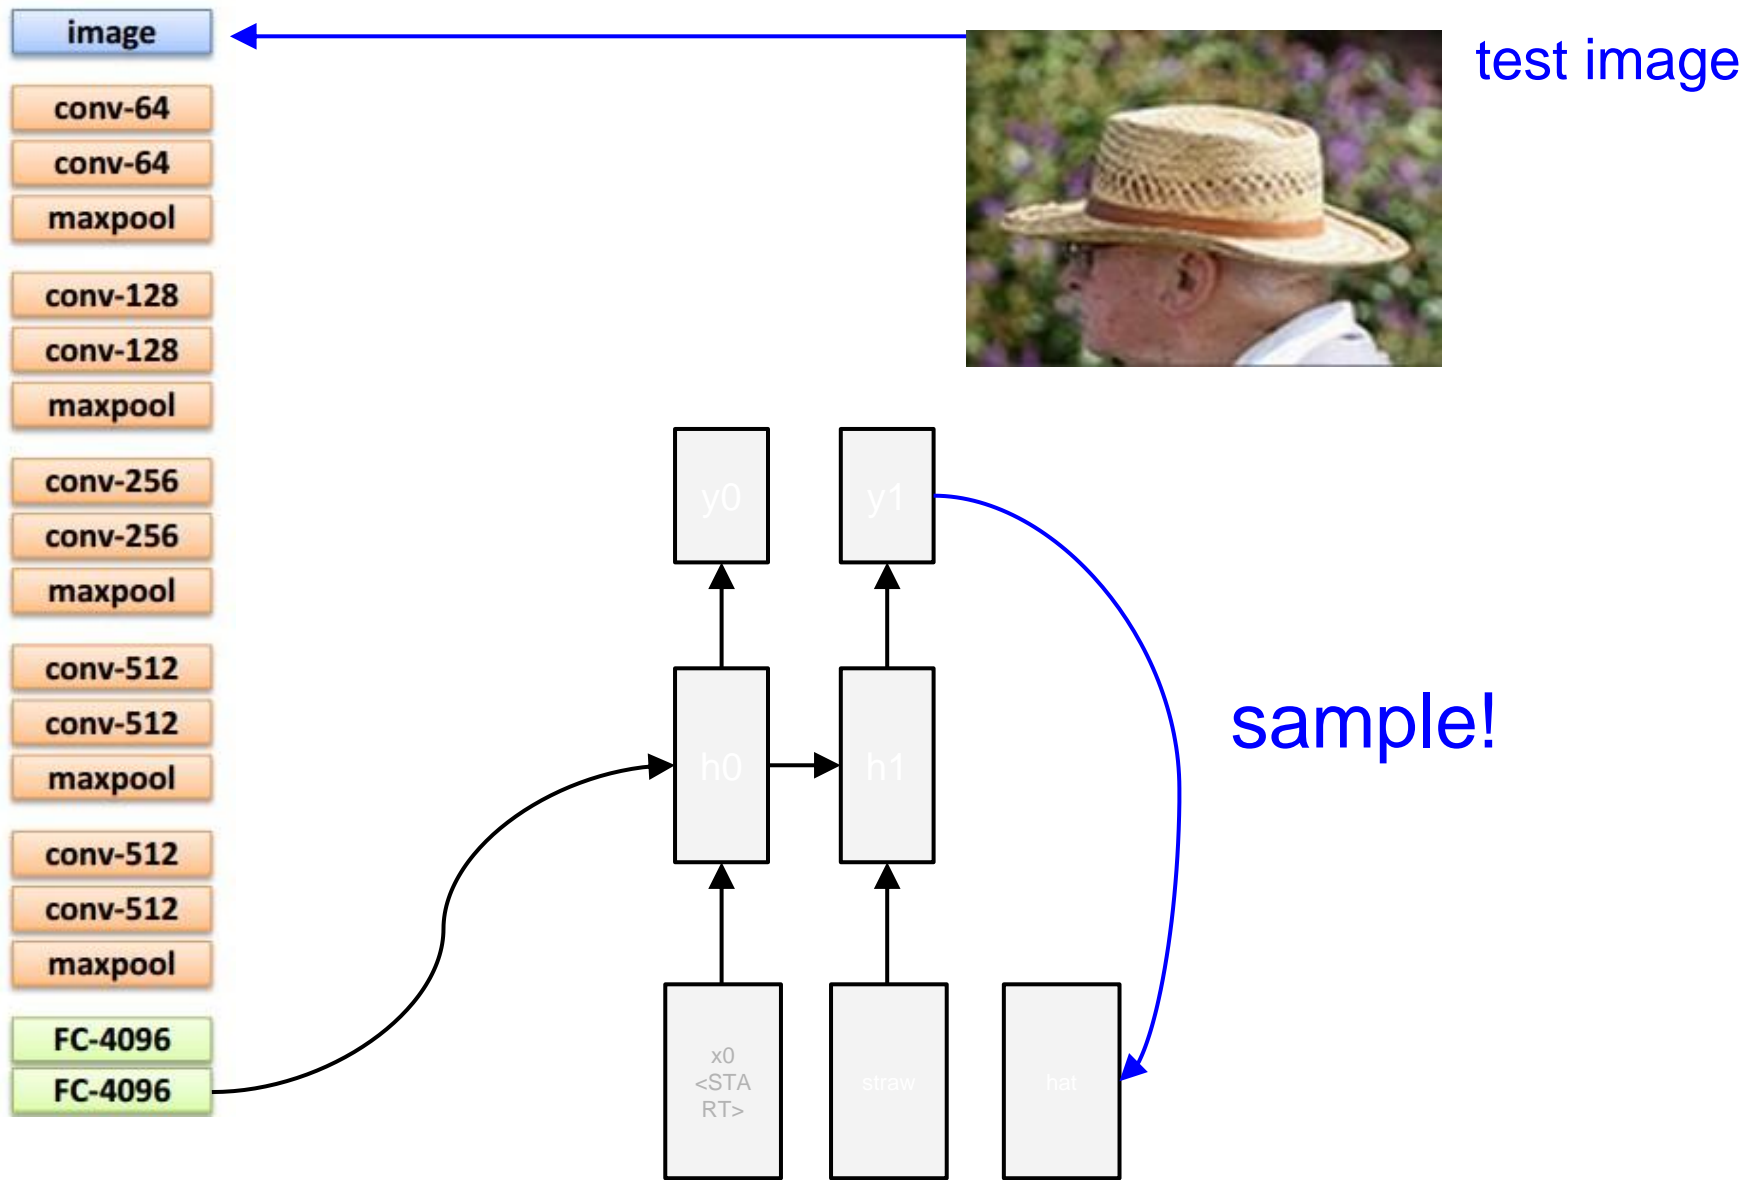 image
test image
conv-64
conv-64
maxpool
conv-128
conv-128
maxpool
conv-256
conv-256
maxpool
conv-512
conv-512
maxpool
conv-512
conv-512
maxpool
FC-4096
FC-4096
y0
y1
h0
h1
sample!
x0
<STA
RT>
straw
hat